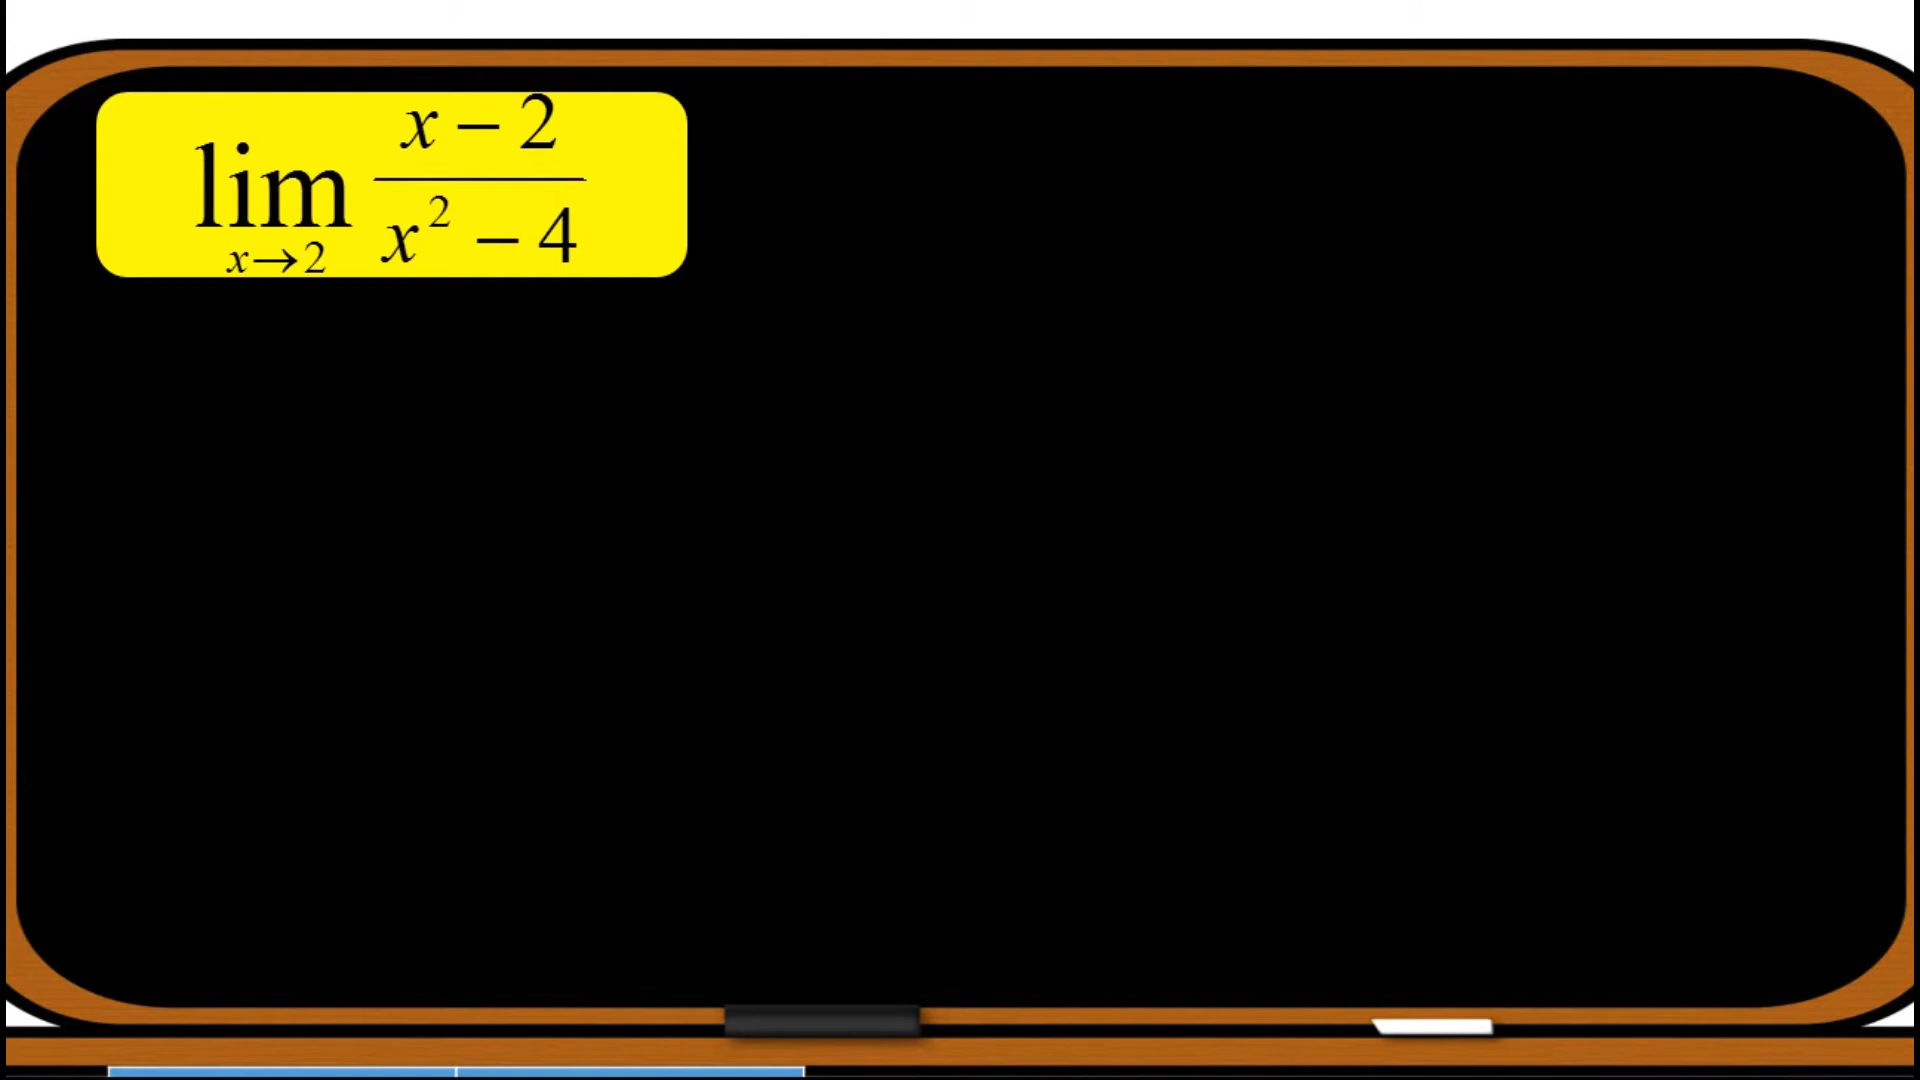 lim x→2 (x − 2)/(x² − 4)